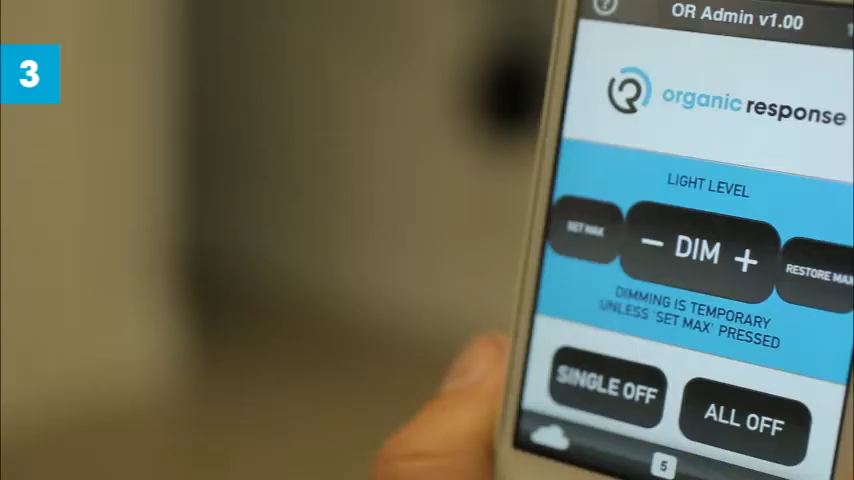 3
OR Admin v1.00
organic response
LIGHT LEVEL
SET MAX
− DIM +
RESTORE MAX
DIMMING IS TEMPORARY
UNLESS 'SET MAX' PRESSED
SINGLE OFF
ALL OFF
5